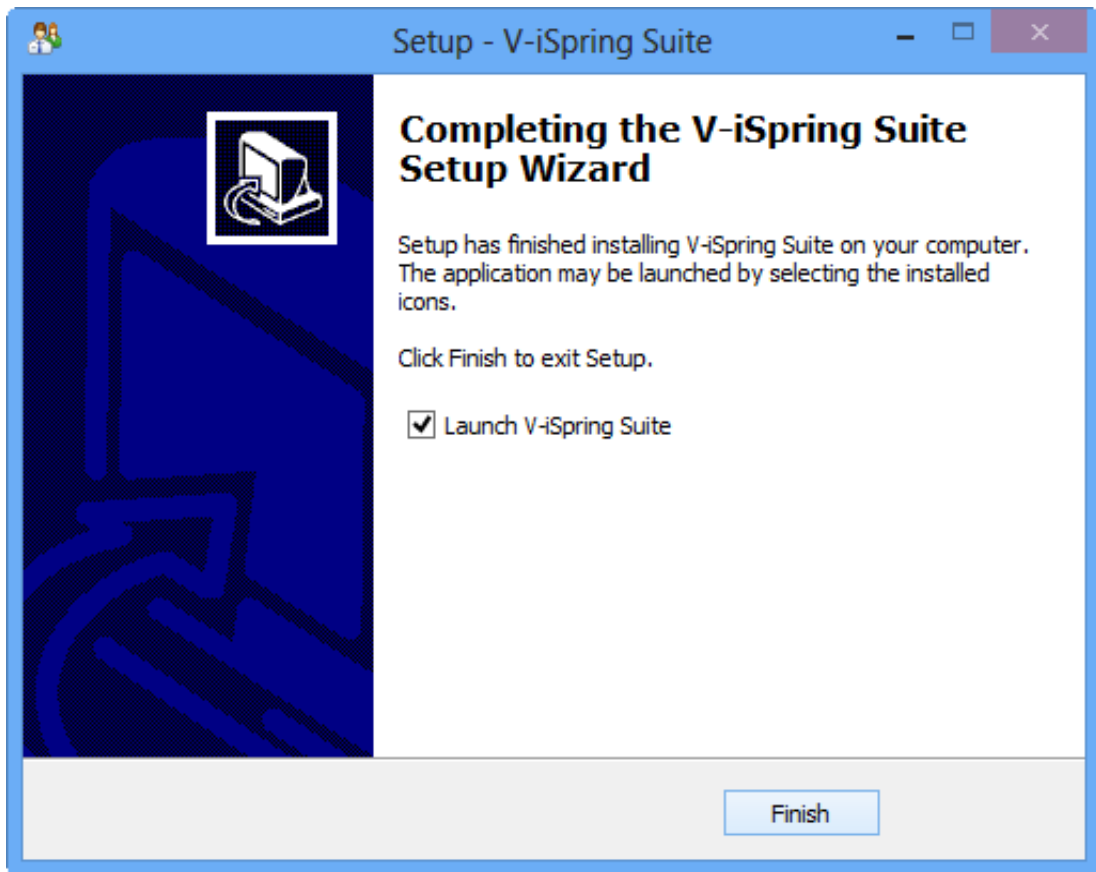 Setup - V-iSpring Suite
Completing the V-iSpring Suite
Setup Wizard
Setup has finished installing V-iSpring Suite on your computer.
The application may be launched by selecting the installed
icons.
Click Finish to exit Setup.
Launch V-iSpring Suite
Finish